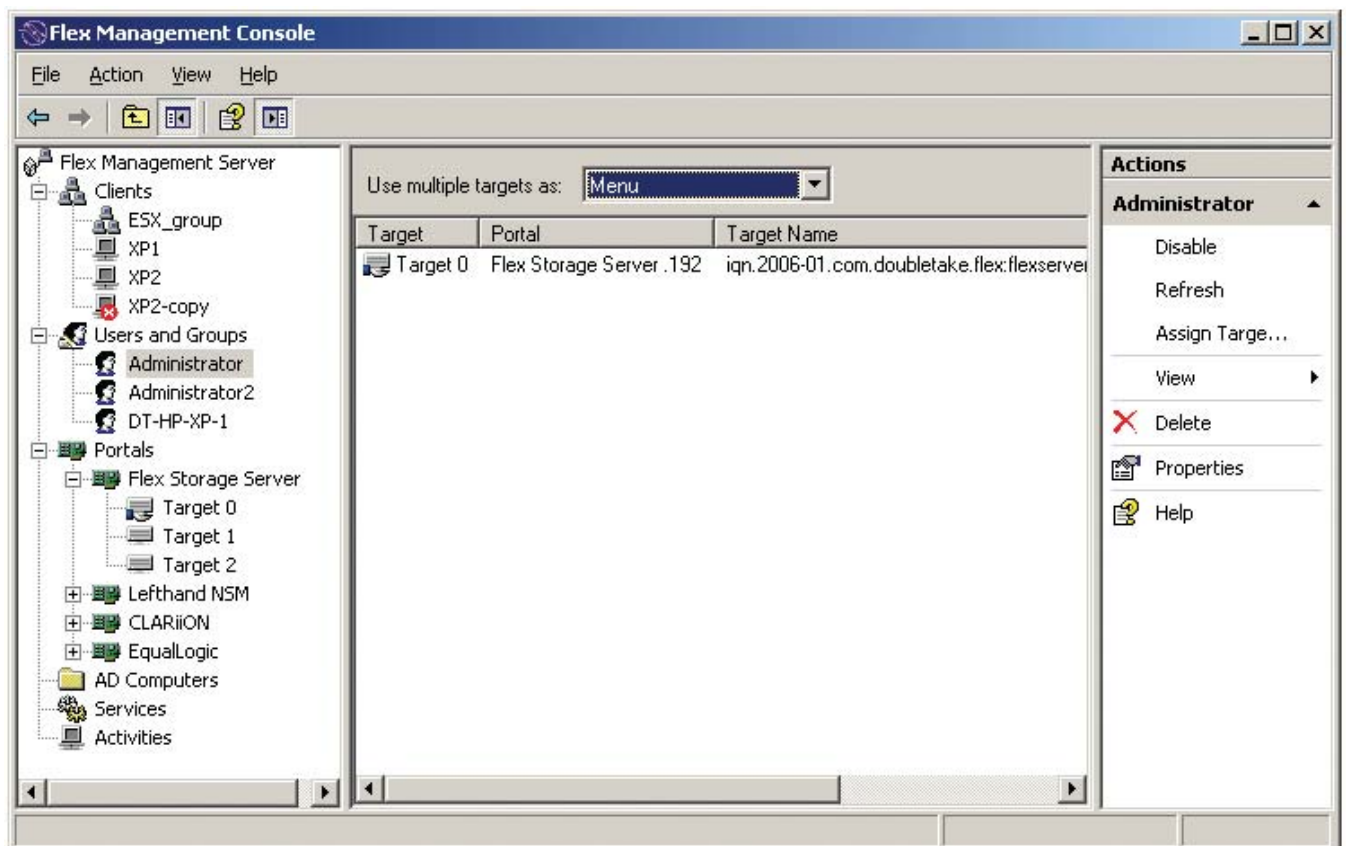 Flex Management Console
File Action View Help
Flex Management Server
Clients
ESX_group
XP1
XP2
XP2-copy
Users and Groups
Administrator
Administrator2
DT-HP-XP-1
Portals
Flex Storage Server
Target 0
Target 1
Target 2
Lefthand NSM
CLARiiON
EqualLogic
AD Computers
Services
Activities
Use multiple targets as: Menu
Target Portal Target Name
Target 0 Flex Storage Server .192 iqn.2006-01.com.doubletake.flex:flexserver
Actions
Administrator
Disable
Refresh
Assign Targe...
View
Delete
Properties
Help